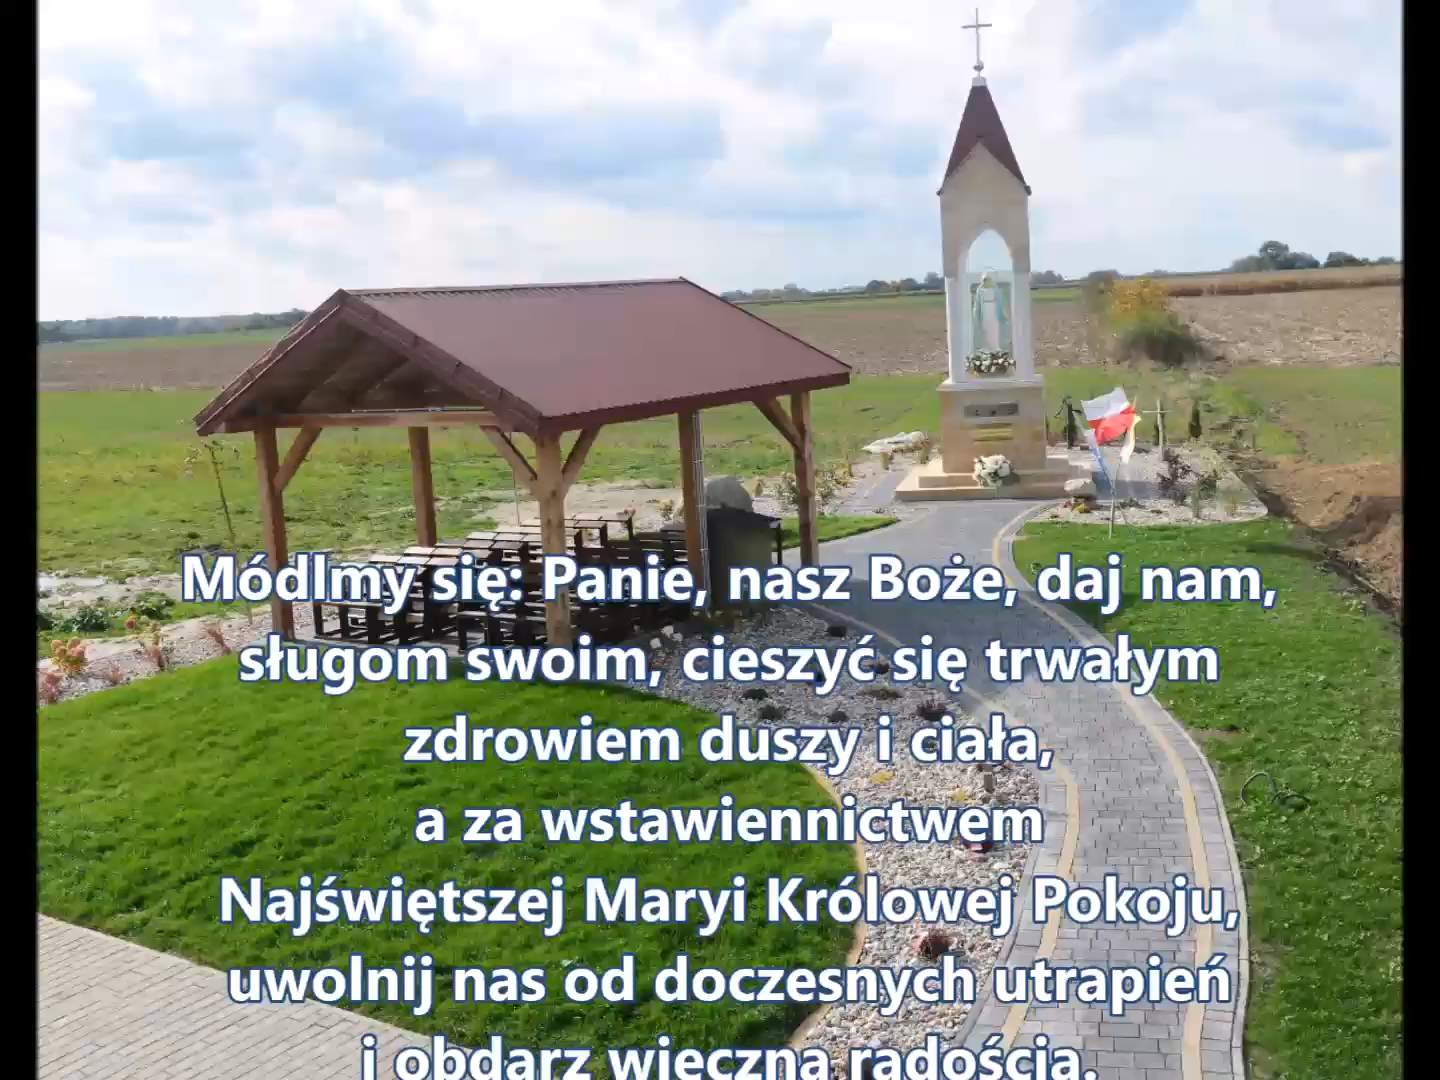 Módlmy się: Panie, nasz Boże, daj nam,
sługom swoim, cieszyć się trwałym
zdrowiem duszy i ciała,
a za wstawiennictwem
Najświętszej Maryi Królowej Pokoju,
uwolnij nas od doczesnych utrapień
i obdarz wieczną radością.